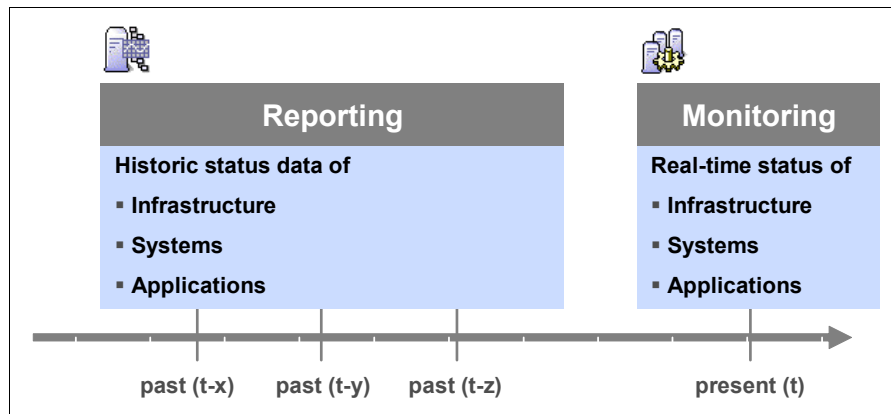 Reporting
Historic status data of
▪ Infrastructure
▪ Systems
▪ Applications
Monitoring
Real-time status of
▪ Infrastructure
▪ Systems
▪ Applications
past (t-x)
past (t-y)
past (t-z)
present (t)